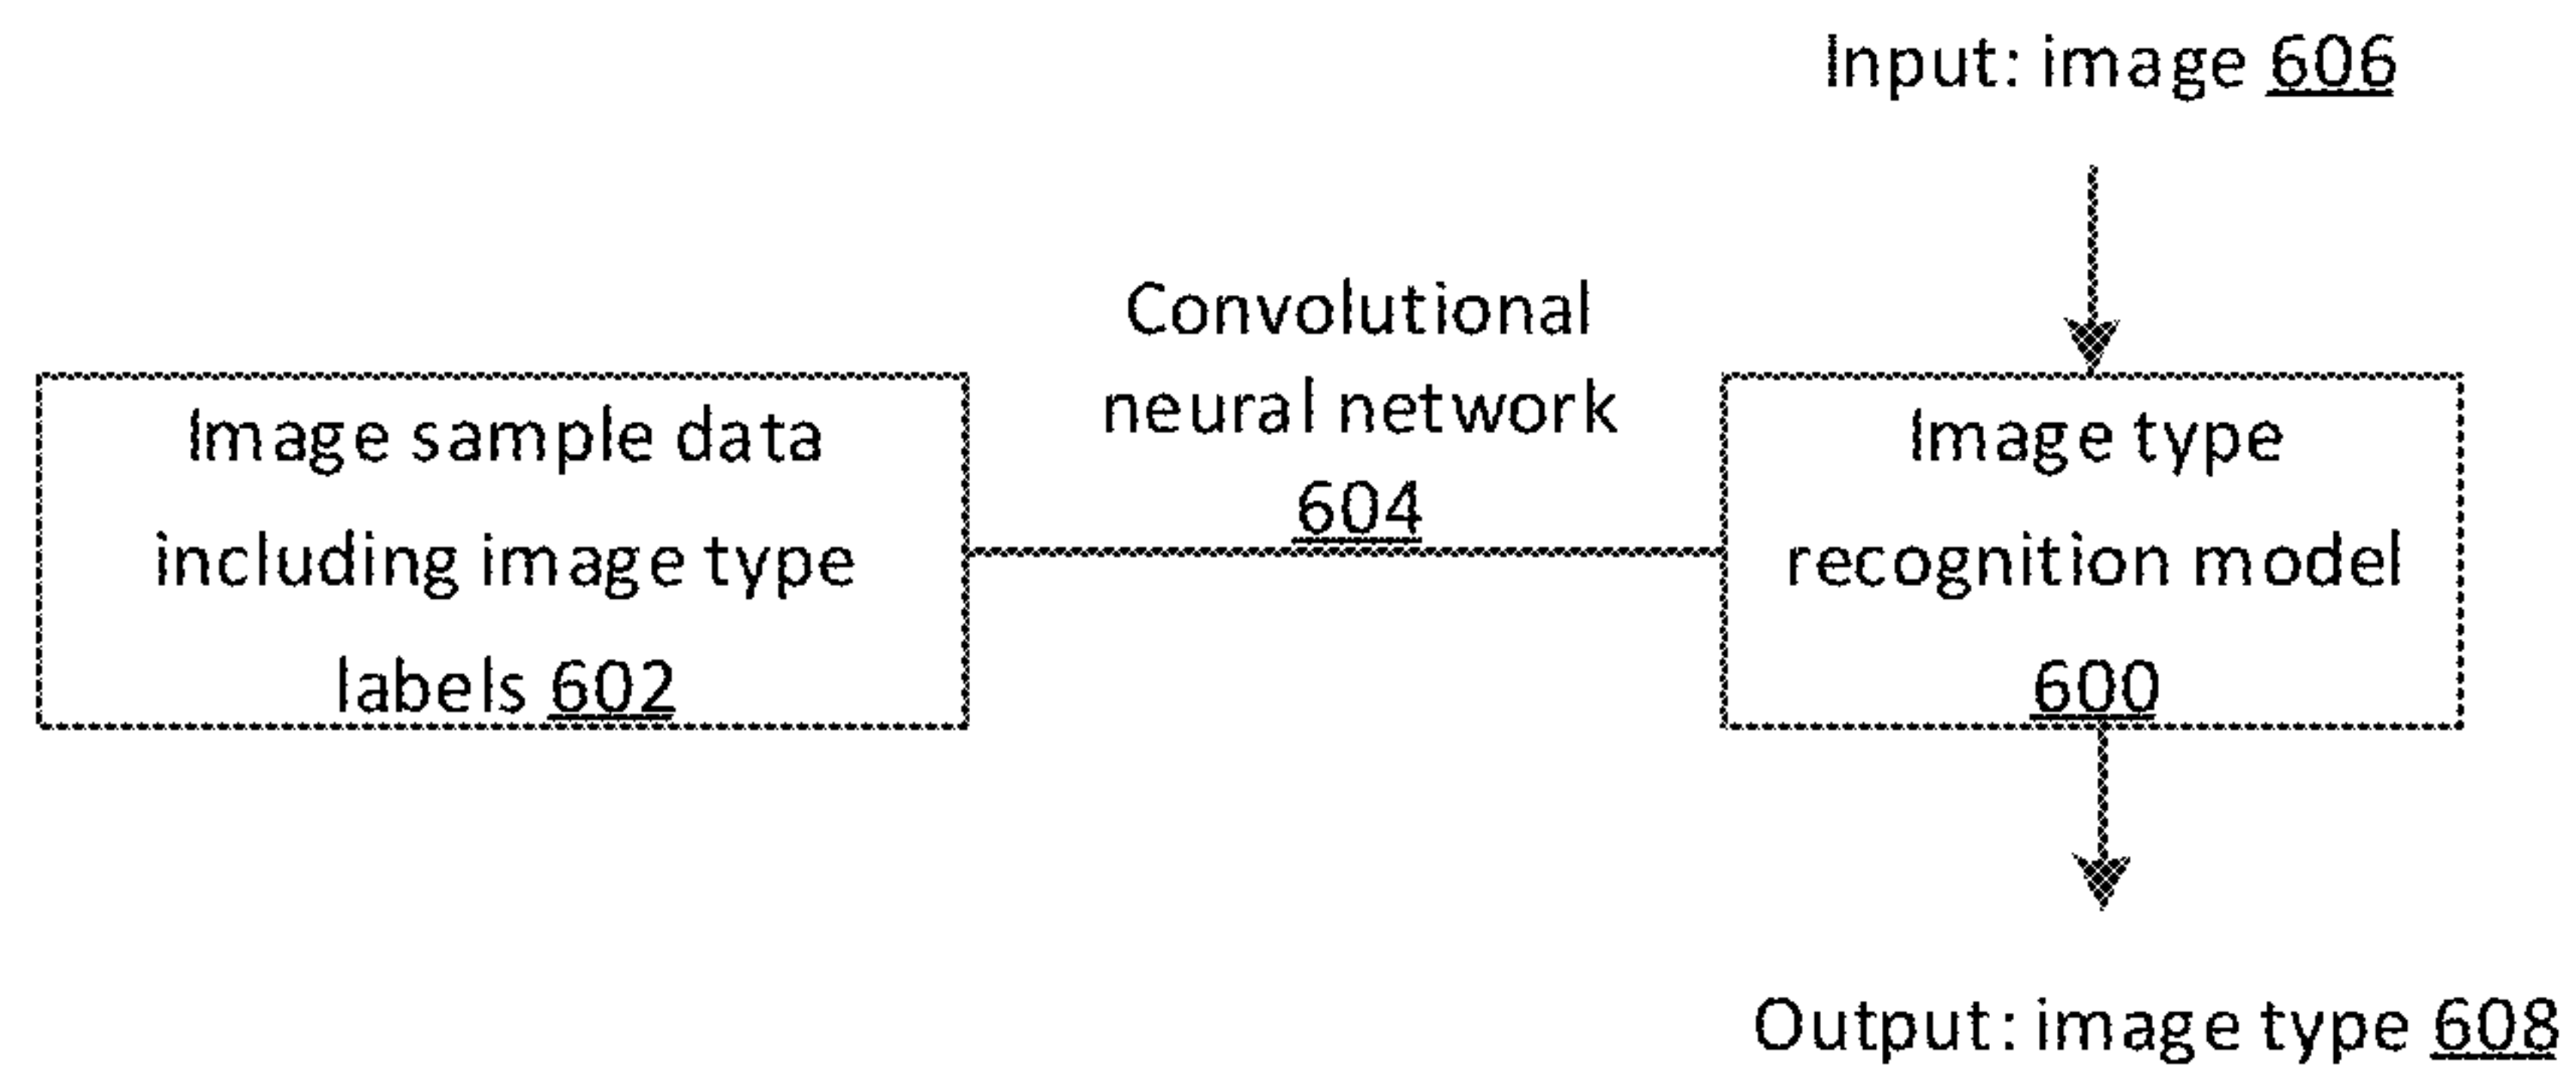 Input: image 606
Convolutional
neural network
604
Image sample data
including image type
labels 602
Image type
recognition model
600
Output: image type 608